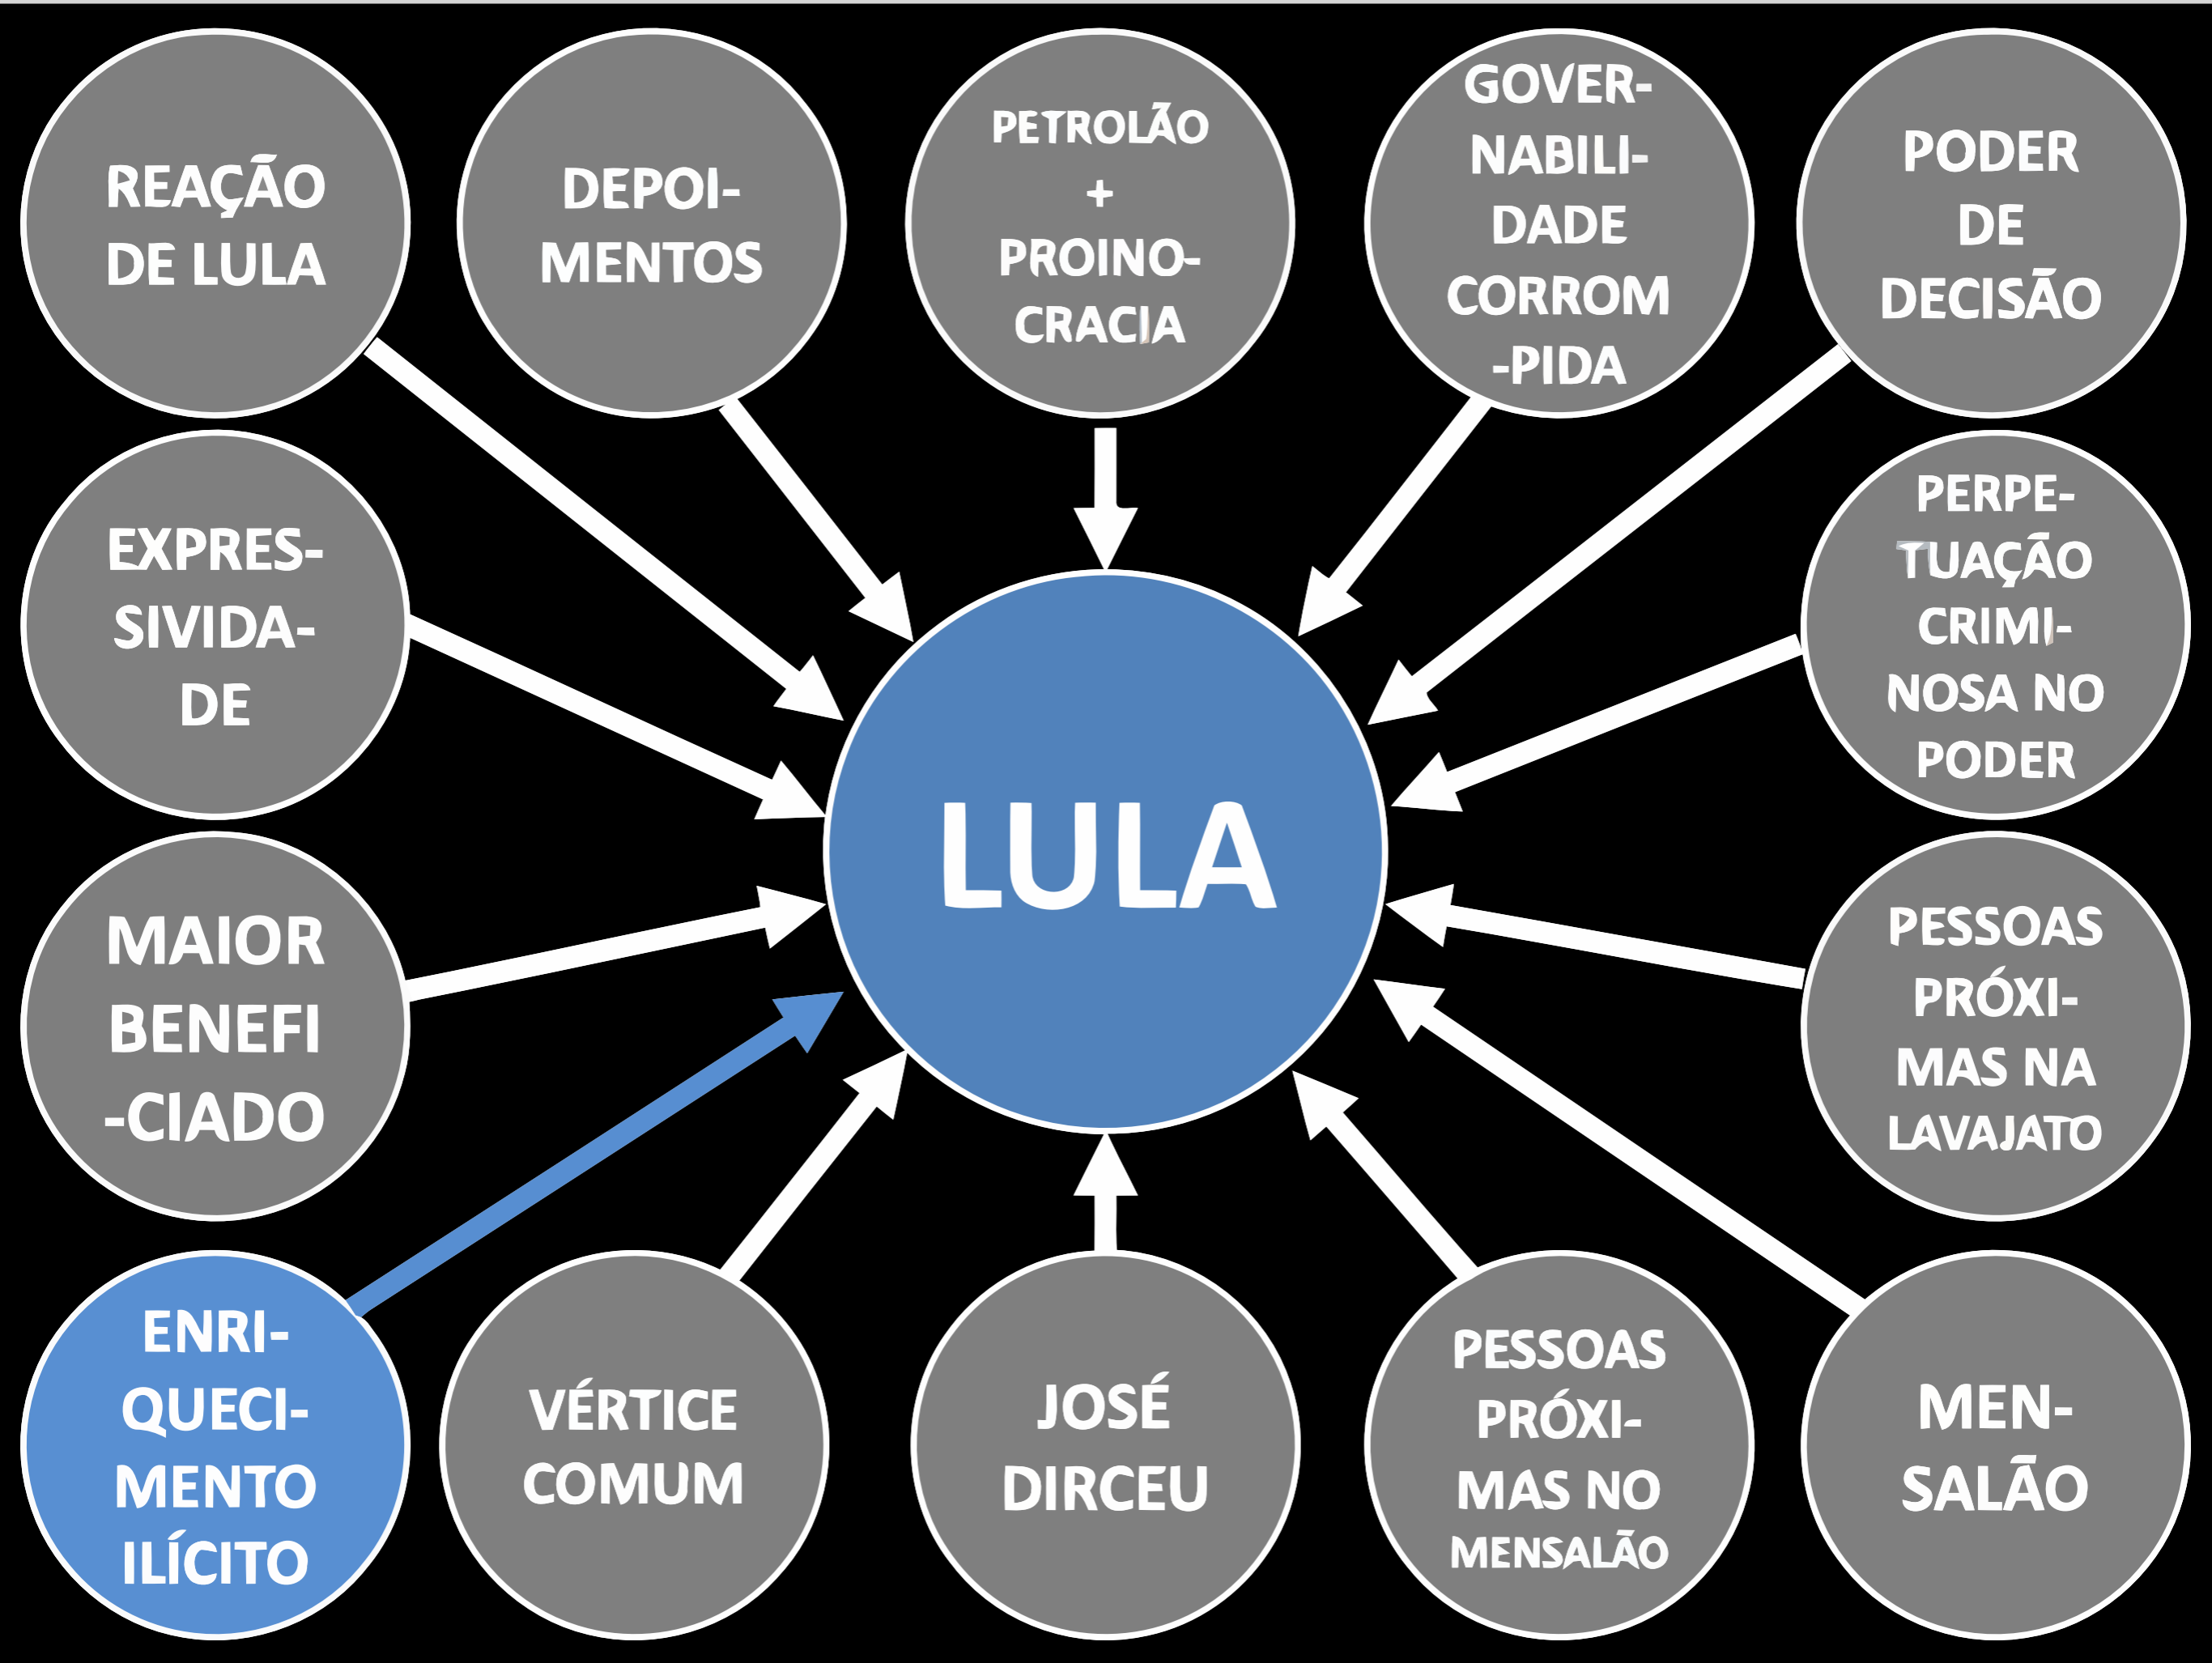 REAÇÃO
DE LULA
DEPOI-
MENTOS
PETROLÃO
+
PROINO-
CRACIA
GOVER-
NABILI-
DADE
CORROM
-PIDA
PODER
DE
DECISÃO
EXPRES-
SIVIDA-
DE
PERPE-
TUAÇÃO
CRIMI-
NOSA NO
PODER
LULA
MAIOR
BENEFI
-CIADO
PESSOAS
PRÓXI-
MAS NA
LAVAJATO
ENRI-
QUECI-
MENTO
ILÍCITO
VÉRTICE
COMUM
JOSÉ
DIRCEU
PESSOAS
PRÓXI-
MAS NO
MENSALÃO
MEN-
SALÃO